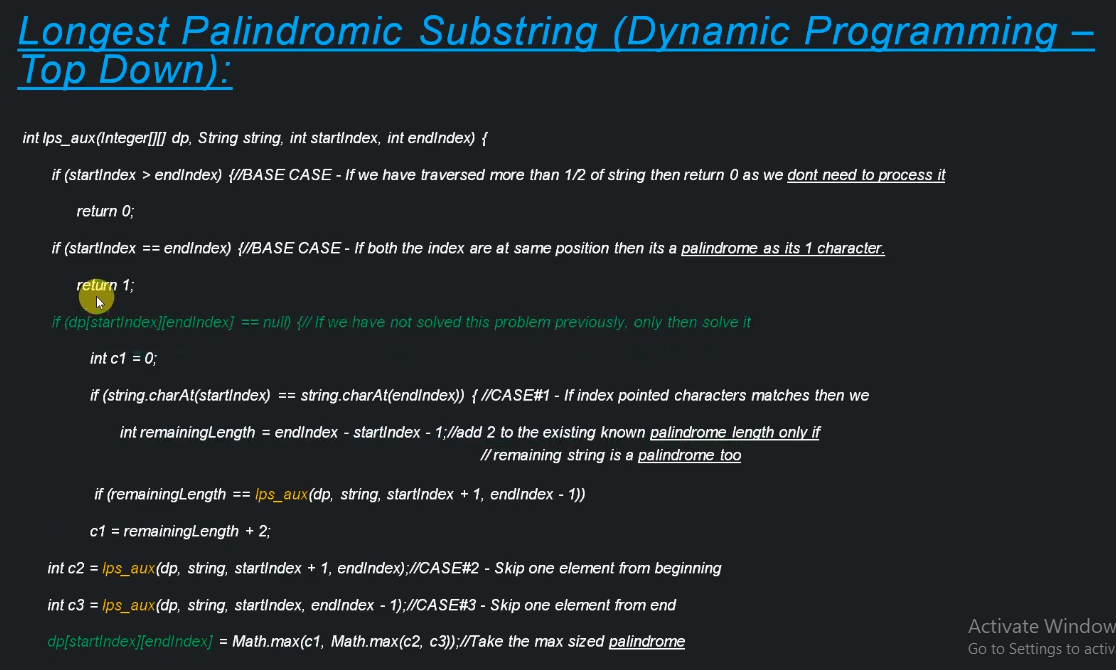 Longest Palindromic Substring (Dynamic Programming –
Top Down):
int lps_aux(Integer[][] dp, String string, int startIndex, int endIndex) {
if (startIndex > endIndex) {//BASE CASE - If we have traversed more than 1/2 of string then return 0 as we dont need to process it
return 0;
if (startIndex == endIndex) {//BASE CASE - If both the index are at same position then its a palindrome as its 1 character.
return 1;
if (dp[startIndex][endIndex] == null) {// If we have not solved this problem previously, only then solve it
int c1 = 0;
if (string.charAt(startIndex) == string.charAt(endIndex)) { //CASE#1 - If index pointed characters matches then we
int remainingLength = endIndex - startIndex - 1;//add 2 to the existing known palindrome length only if
// remaining string is a palindrome too
if (remainingLength == lps_aux(dp, string, startIndex + 1, endIndex - 1))
c1 = remainingLength + 2;
int c2 = lps_aux(dp, string, startIndex + 1, endIndex);//CASE#2 - Skip one element from beginning
int c3 = lps_aux(dp, string, startIndex, endIndex - 1);//CASE#3 - Skip one element from end
Activate Window
dp[startIndex][endIndex] = Math.max(c1, Math.max(c2, c3));//Take the max sized palindrome
Go to Settings to activ